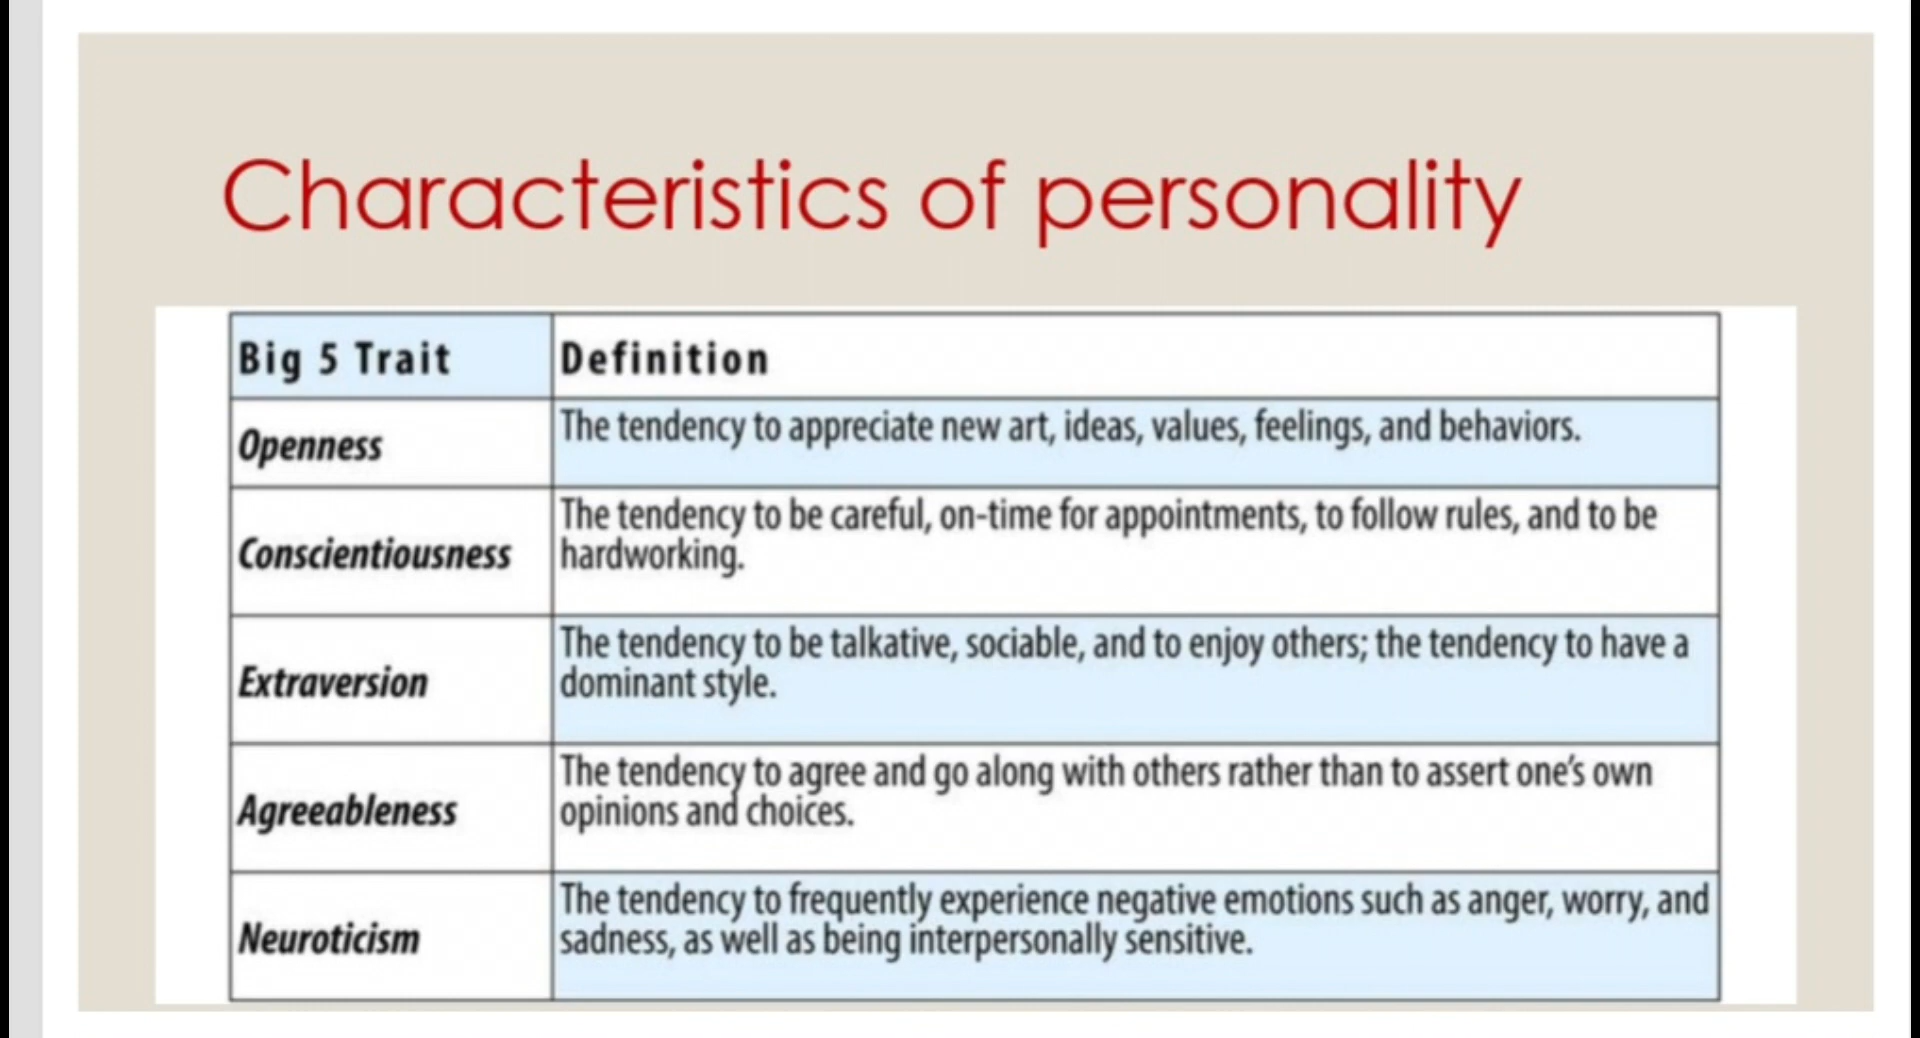 Characteristics of personality
Big 5 Trait
Definition
Openness
The tendency to appreciate new art, ideas, values, feelings, and behaviors.
Conscientiousness
The tendency to be careful, on-time for appointments, to follow rules, and to be
hardworking.
Extraversion
The tendency to be talkative, sociable, and to enjoy others; the tendency to have a
dominant style.
Agreeableness
The tendency to agree and go along with others rather than to assert one’s own
opinions and choices.
Neuroticism
The tendency to frequently experience negative emotions such as anger, worry, and
sadness, as well as being interpersonally sensitive.